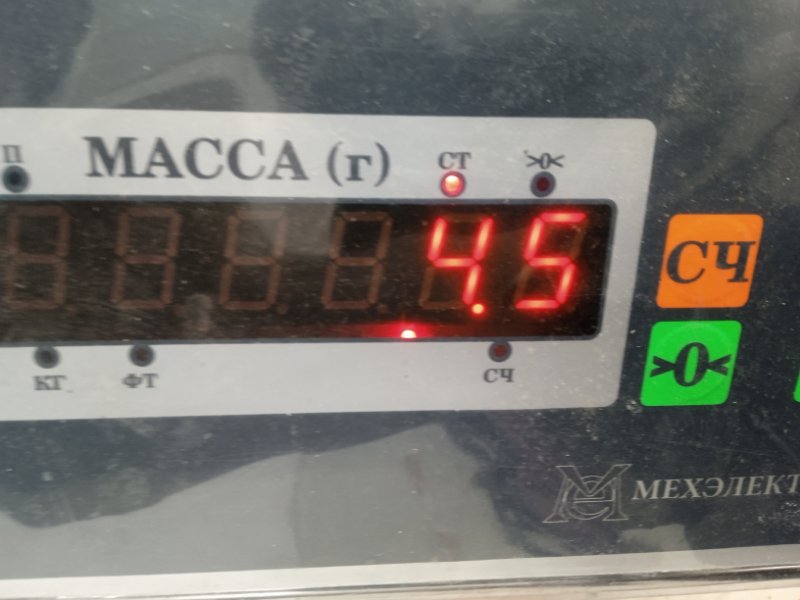 П МАССА (г) СТ >0<
4.5
СЧ
КГ ФТ СЧ
>0<
МЕХЭЛЕКТ